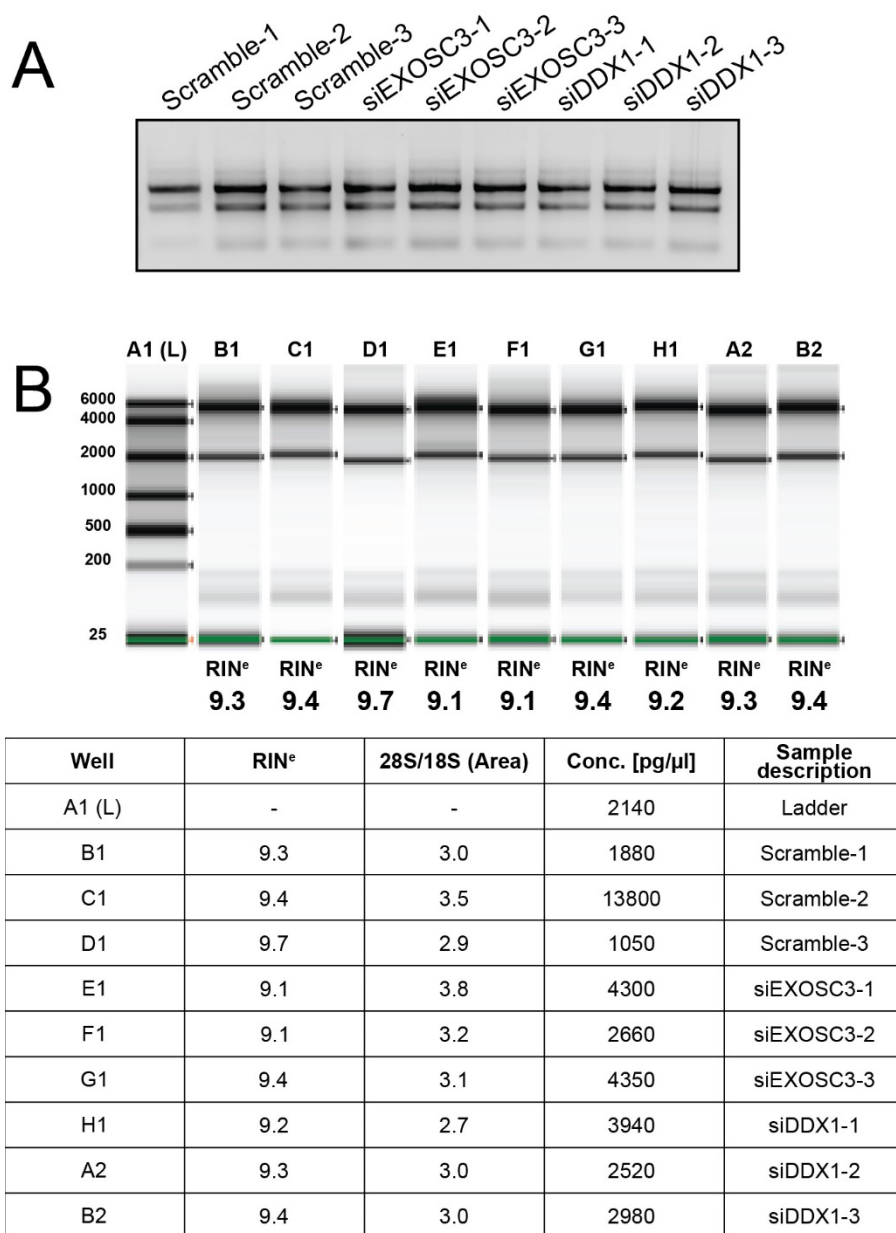 A
Scramble-1 Scramble-2 Scramble-3 siEXOSC3-1 siEXOSC3-2 siEXOSC3-3 siDDX1-1 siDDX1-2 siDDX1-3
B
A1 (L) B1 C1 D1 E1 F1 G1 H1 A2 B2
6000
4000
2000
1000
500
200
25
RINᵉ RINᵉ RINᵉ RINᵉ RINᵉ RINᵉ RINᵉ RINᵉ RINᵉ
9.3 9.4 9.7 9.1 9.1 9.4 9.2 9.3 9.4
Well RINᵉ 28S/18S (Area) Conc. [pg/µl] Sample description
A1 (L) - - 2140 Ladder
B1 9.3 3.0 1880 Scramble-1
C1 9.4 3.5 13800 Scramble-2
D1 9.7 2.9 1050 Scramble-3
E1 9.1 3.8 4300 siEXOSC3-1
F1 9.1 3.2 2660 siEXOSC3-2
G1 9.4 3.1 4350 siEXOSC3-3
H1 9.2 2.7 3940 siDDX1-1
A2 9.3 3.0 2520 siDDX1-2
B2 9.4 3.0 2980 siDDX1-3